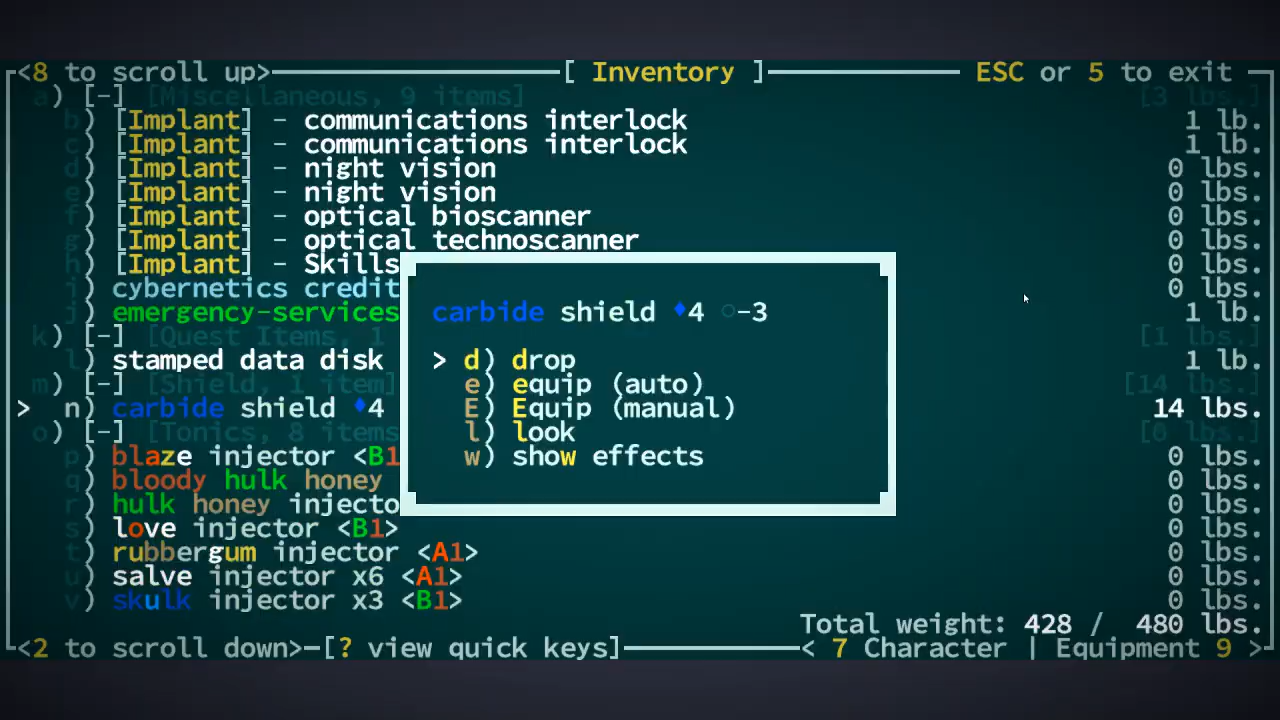 <8 to scroll up> [ Inventory ] ESC or 5 to exit
a) [-] [Miscellaneous, 9 items] [3 lbs.]
b) [Implant] - communications interlock 1 lb.
c) [Implant] - communications interlock 1 lb.
d) [Implant] - night vision 0 lbs.
e) [Implant] - night vision 0 lbs.
f) [Implant] - optical bioscanner 0 lbs.
g) [Implant] - optical technoscanner 0 lbs.
h) [Implant] - Skills 0 lbs.
i) cybernetics credit 0 lbs.
j) emergency-services 1 lb.
k) [-] [Quest Items, 1 [1 lbs.]
l) stamped data disk 1 lb.
m) [-] [Shield, 1 item] [14 lbs.]
> n) carbide shield ♦4 14 lbs.
o) [-] [Tonics, 8 items [0 lbs.]
p) blaze injector <B1 0 lbs.
q) bloody hulk honey 0 lbs.
r) hulk honey injecto 0 lbs.
s) love injector <B1> 0 lbs.
t) rubbergum injector <A1> 0 lbs.
u) salve injector x6 <A1> 0 lbs.
v) skulk injector x3 <B1> 0 lbs.
carbide shield ♦4 ○-3
> d) drop
e) equip (auto)
E) Equip (manual)
l) look
w) show effects
Total weight: 428 / 480 lbs.
<2 to scroll down> [? view quick keys] < 7 Character | Equipment 9 >